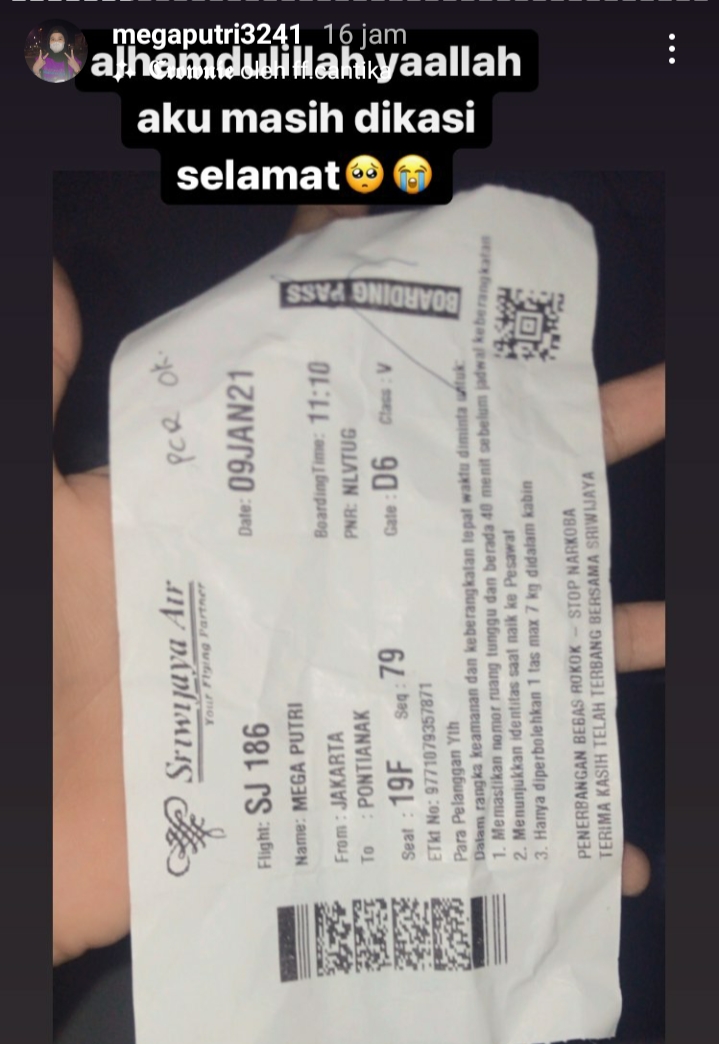 megaputri3241 16 jam
alhamdulillah yaallah
aku masih dikasi
selamat🥺😭
BOARDING PASS
PCR OK
Sriwijaya Air
Your Flying Partner
Flight: SJ 186 Date: 09JAN21
Name: MEGA PUTRI BoardingTime: 11:10
From : JAKARTA PNR: NLVTUG
To : PONTIANAK Gate : D6 Class : V
Seat : 19F Seq : 79
ETkt No: 9771079357871
Para Pelanggan Yth
Dalam rangka keamanan dan keberangkatan tepat waktu diminta untuk:
1. Memastikan nomor ruang tunggu dan berada 40 menit sebelum jadwal keberangkatan
2. Menunjukkan identitas saat naik ke Pesawat
3. Hanya diperbolehkan 1 tas max 7 kg didalam kabin
PENERBANGAN BEBAS ROKOK – STOP NARKOBA
TERIMA KASIH TELAH TERBANG BERSAMA SRIWIJAYA